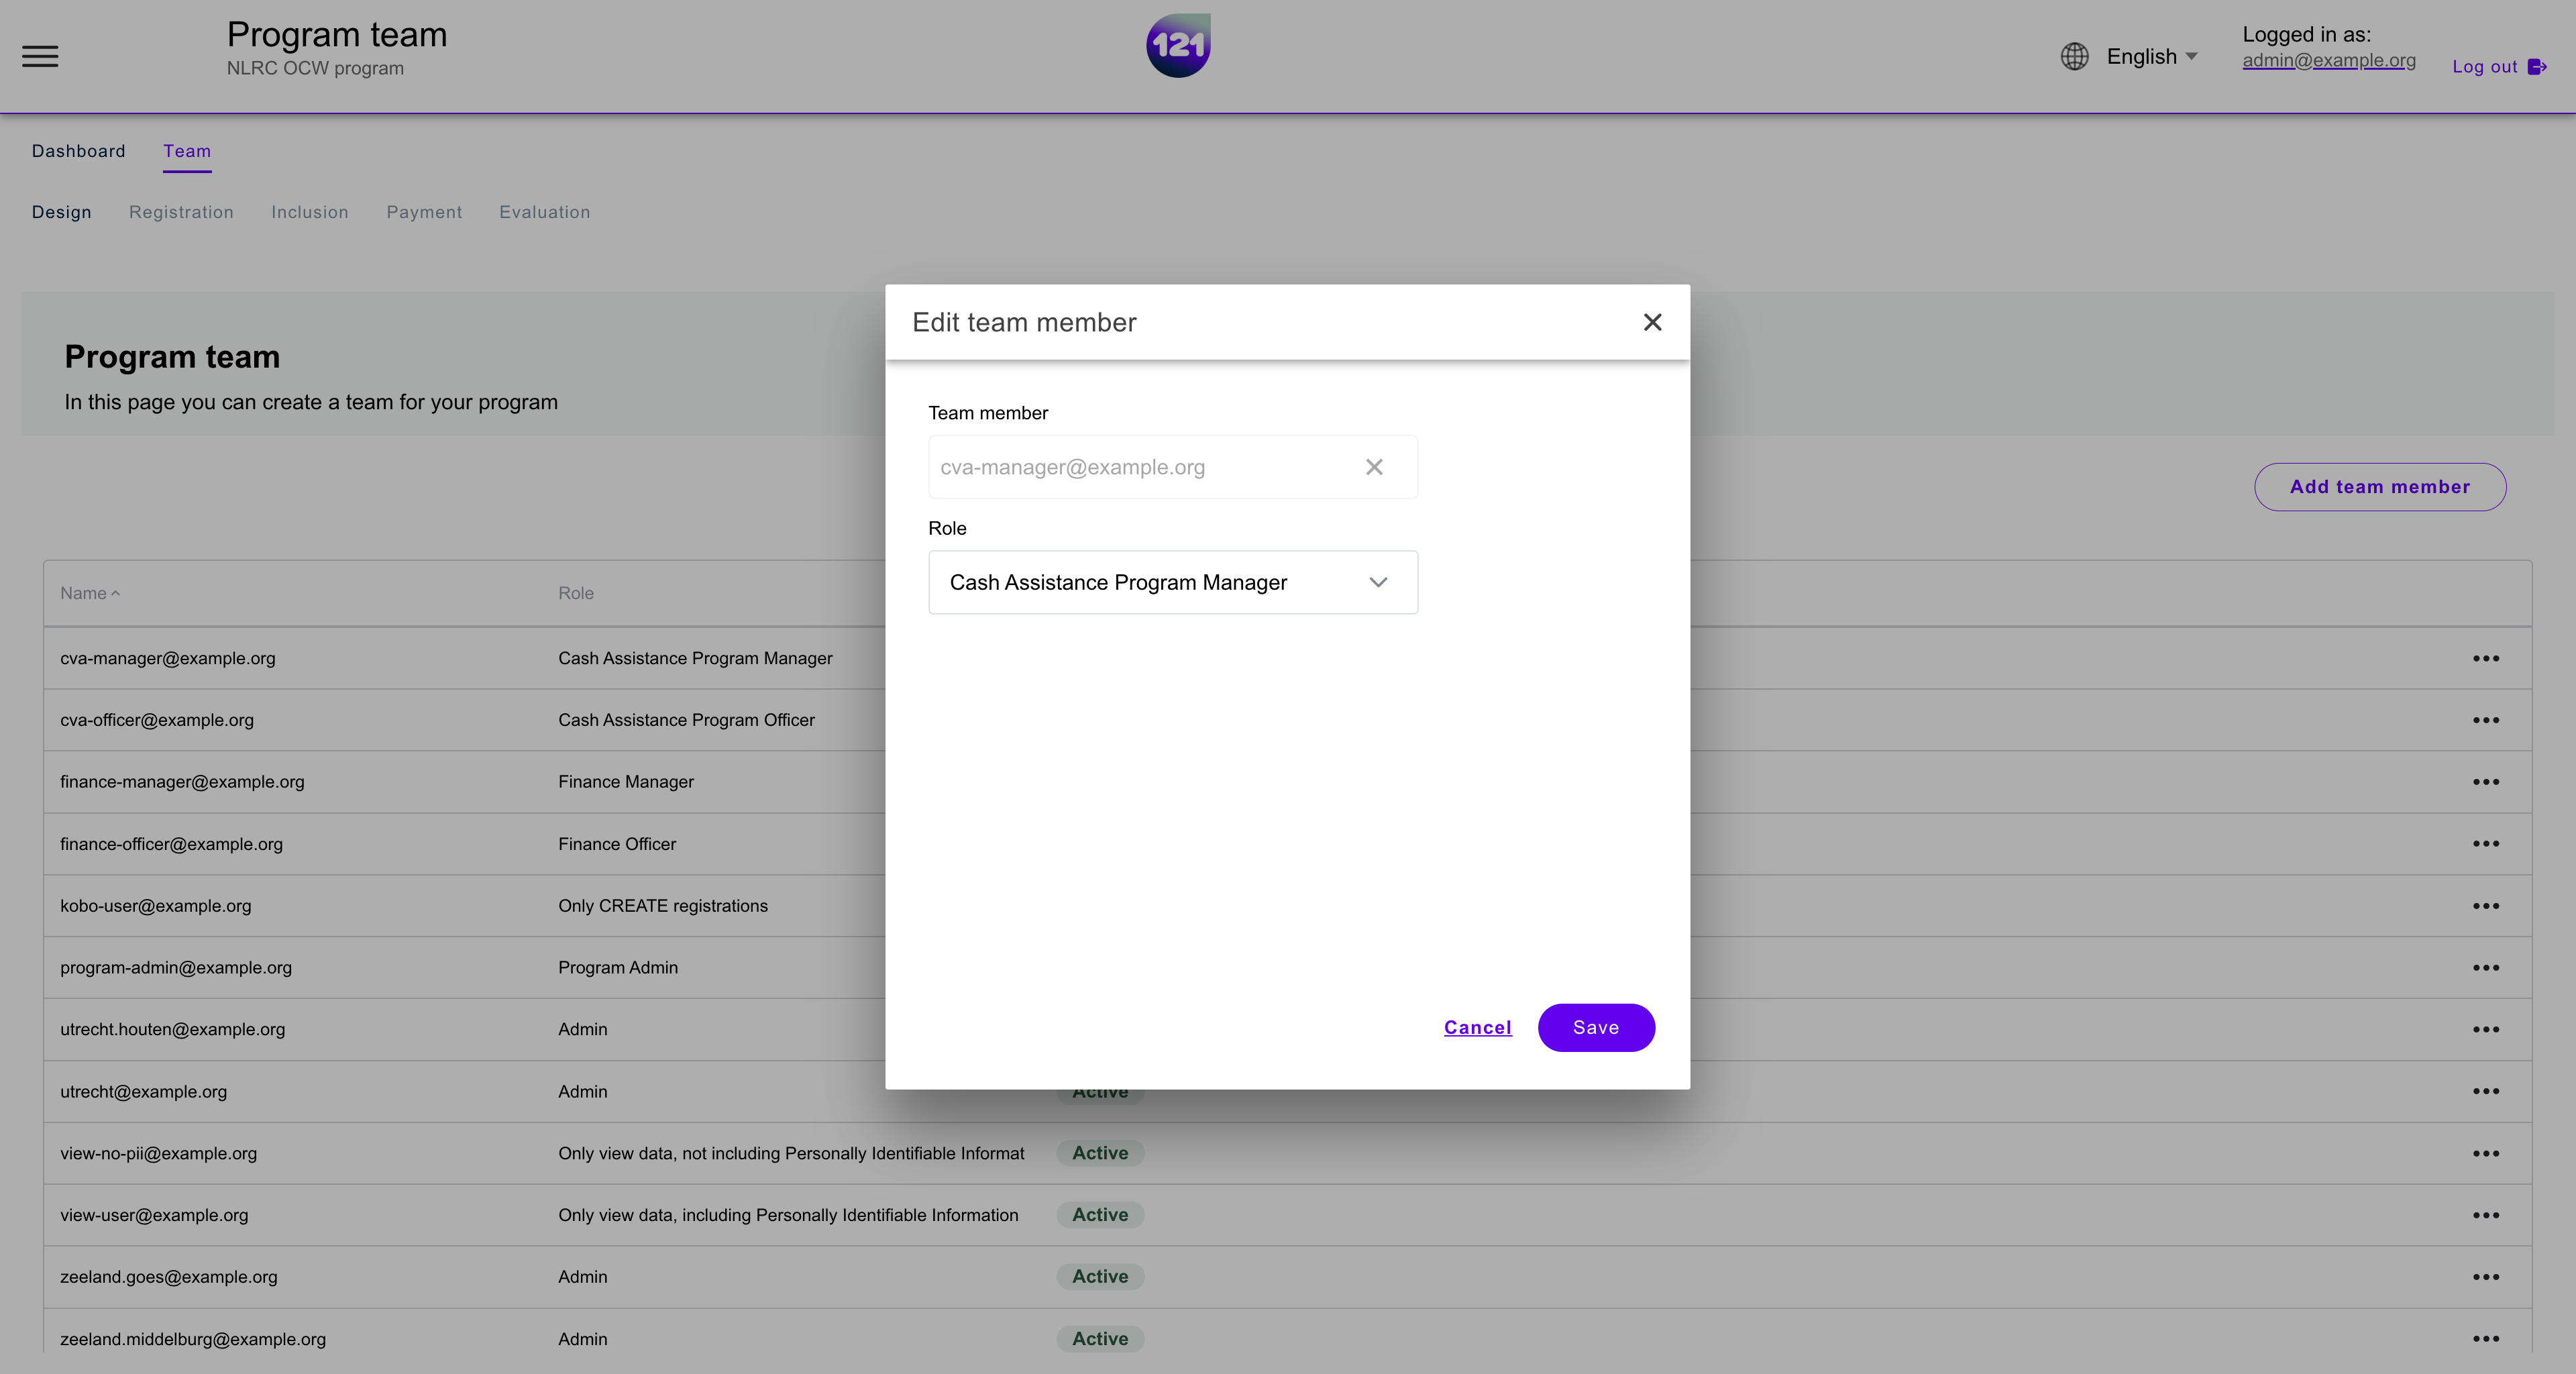 Program team
NLRC OCW program
121
English
Logged in as:
admin@example.org
Log out
Dashboard Team
Design Registration Inclusion Payment Evaluation
Program team
In this page you can create a team for your program
Add team member
Edit team member
Team member
cva-manager@example.org
Role
Cash Assistance Program Manager
Cancel Save
Name Role
cva-manager@example.org Cash Assistance Program Manager
cva-officer@example.org Cash Assistance Program Officer
finance-manager@example.org Finance Manager
finance-officer@example.org Finance Officer
kobo-user@example.org Only CREATE registrations
program-admin@example.org Program Admin
utrecht.houten@example.org Admin
utrecht@example.org Admin Active
view-no-pii@example.org Only view data, not including Personally Identifiable Informat Active
view-user@example.org Only view data, including Personally Identifiable Information Active
zeeland.goes@example.org Admin Active
zeeland.middelburg@example.org Admin Active